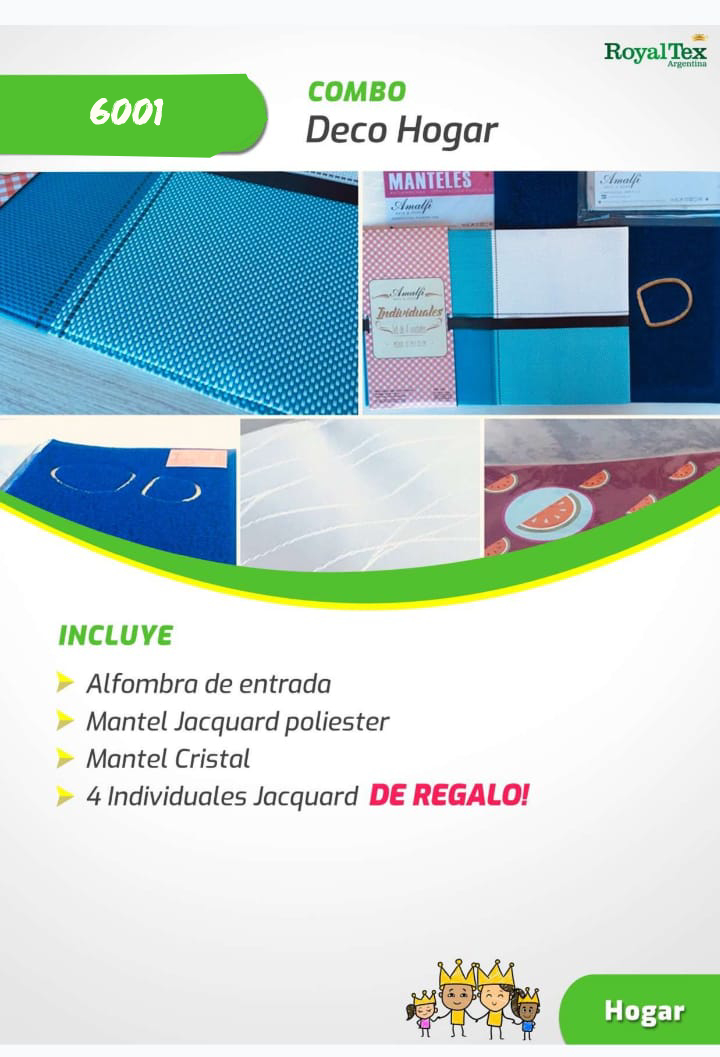 RoyalTex
Argentina
6001
COMBO
Deco Hogar
MANTELES
Amalfi
Amalfi
Amalfi
Individuales
INCLUYE
Alfombra de entrada
Mantel Jacquard poliester
Mantel Cristal
4 Individuales Jacquard DE REGALO!
Hogar